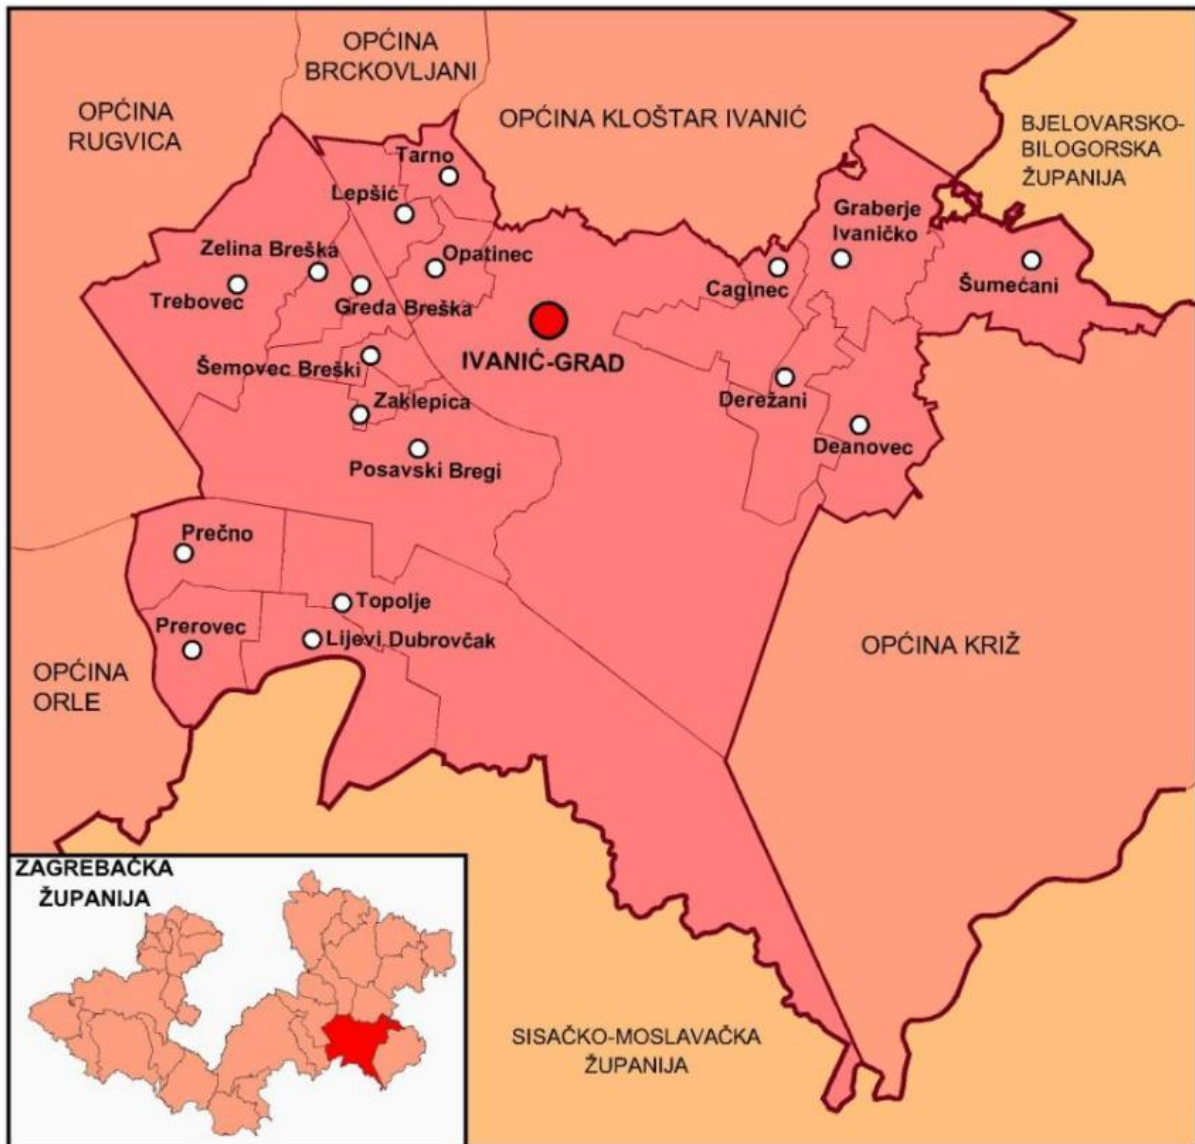 OPĆINA
BRCKOVLJANI
OPĆINA
RUGVICA
OPĆINA KLOŠTAR IVANIĆ
BJELOVARSKO-
BILOGORSKA
ŽUPANIJA
Tarno
Lepšić
Graberje
Ivaničko
Zelina Breška
Opatinec
Trebovec
Greda Breška
Caginec
Šumećani
IVANIĆ-GRAD
Šemovec Breški
Zaklepica
Derežani
Deanovec
Posavski Bregi
Prečno
Topolje
Prerovec
Lijevi Dubrovčak
OPĆINA KRIŽ
OPĆINA
ORLE
ZAGREBAČKA
ŽUPANIJA
SISAČKO-MOSLAVAČKA
ŽUPANIJA